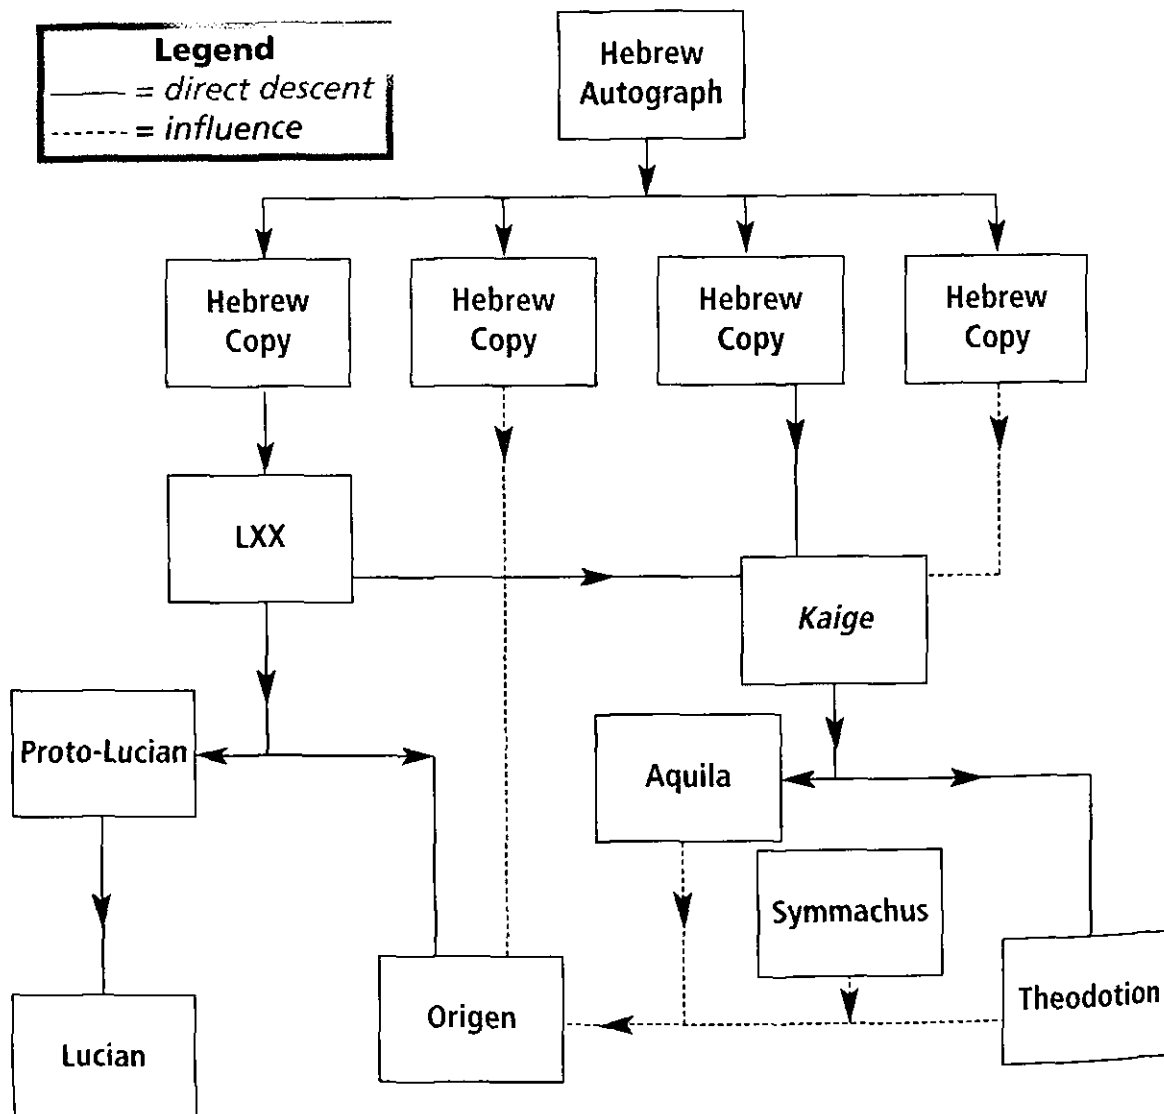 Legend
= direct descent
= influence
Hebrew
Autograph
Hebrew
Copy
Hebrew
Copy
Hebrew
Copy
Hebrew
Copy
LXX
Kaige
Proto-Lucian
Aquila
Symmachus
Theodotion
Origen
Lucian